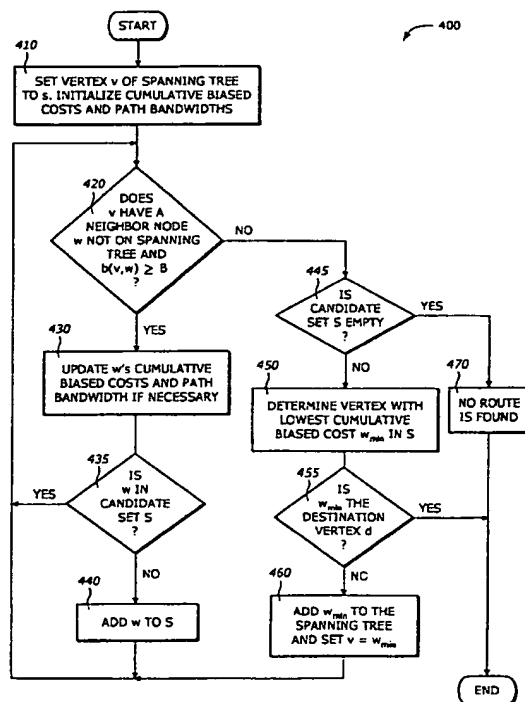 START
400
410
SET VERTEX v OF SPANNING TREE
TO s. INITIALIZE CUMULATIVE BIASED
COSTS AND PATH BANDWIDTHS
420
DOES
v HAVE A
NEIGHBOR NODE
w NOT ON SPANNING
TREE AND
b(v,w) ≥ B
?
NO
YES
445
IS
CANDIDATE
SET S EMPTY
?
YES
NO
430
UPDATE w's CUMULATIVE
BIASED COSTS AND PATH
BANDWIDTH IF NECESSARY
450
DETERMINE VERTEX WITH
LOWEST CUMULATIVE
BIASED COST wmin IN S
470
NO ROUTE
IS FOUND
435
IS
w IN
CANDIDATE
SET S
?
YES
NO
455
IS
wmin THE
DESTINATION
VERTEX d
?
YES
NC
440
ADD w TO S
460
ADD wmin TO THE
SPANNING TREE
AND SET v = wmin
END